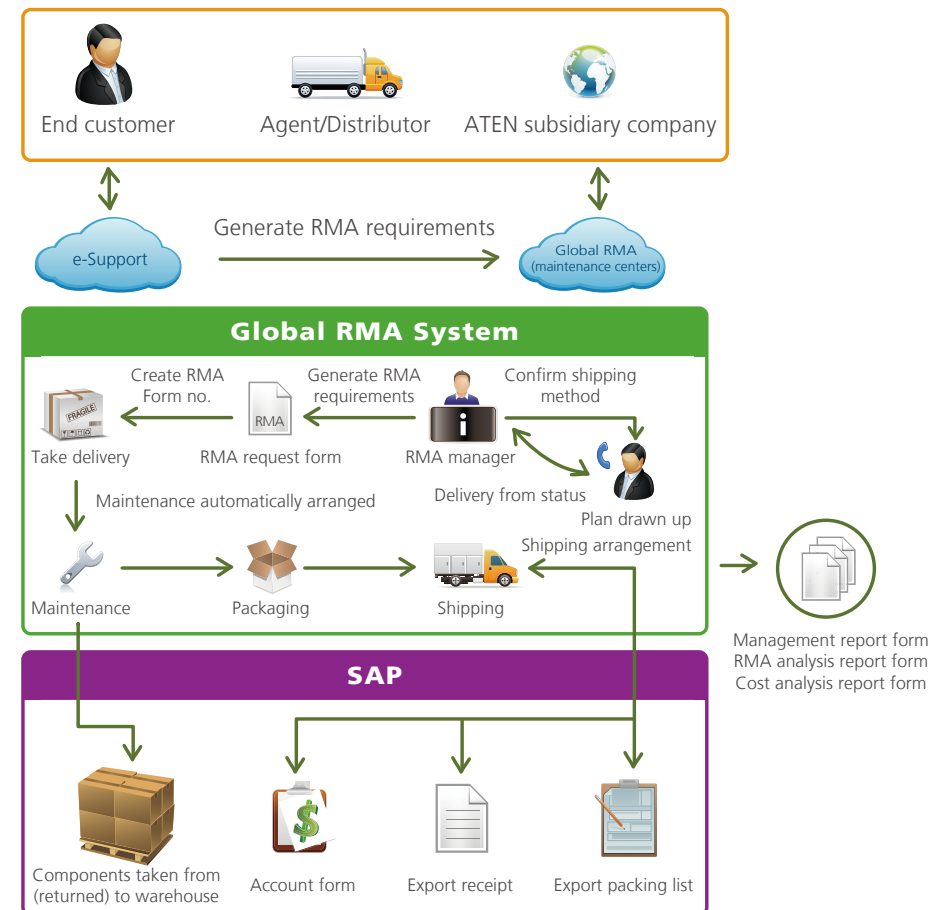 End customer
Agent/Distributor
ATEN subsidiary company
Generate RMA requirements
e-Support
Global RMA
(maintenance centers)
Global RMA System
Create RMA
Form no.
Generate RMA
requirements
Confirm shipping
method
FRAGILE
RMA
i
Take delivery
RMA request form
RMA manager
Maintenance automatically arranged
Delivery from status
Plan drawn up
Shipping arrangement
Maintenance
Packaging
Shipping
Management report form
RMA analysis report form
Cost analysis report form
SAP
$
Components taken from
(returned) to warehouse
Account form
Export receipt
Export packing list